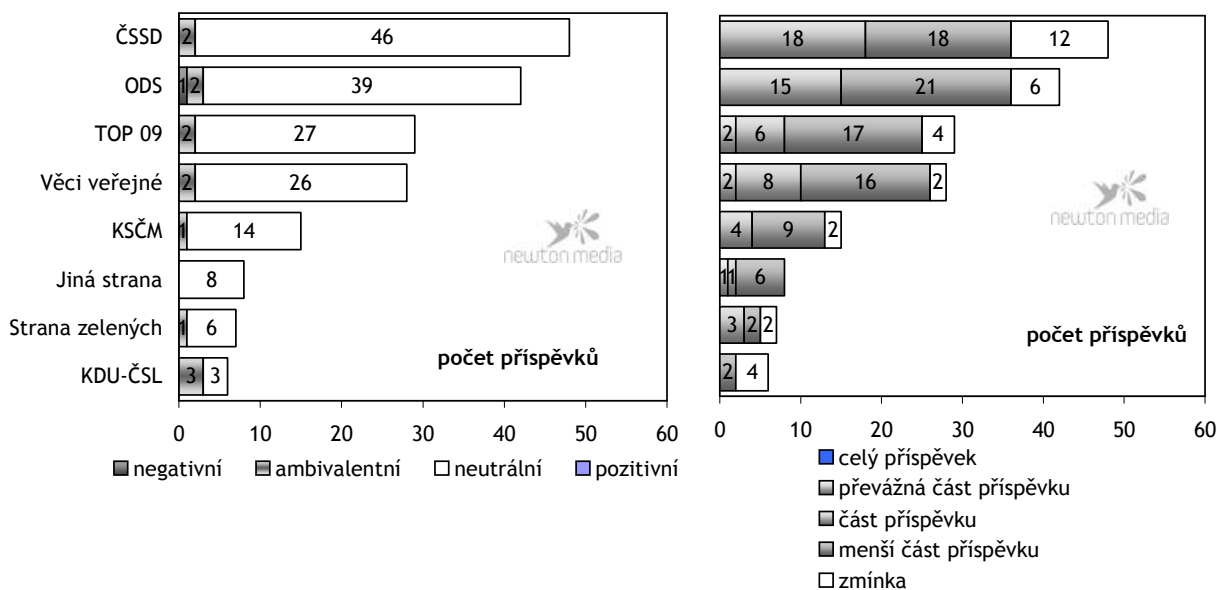 ČSSD 2 46
ODS 1 2 39
TOP 09 2 27
Věci veřejné 2 26
KSČM 1 14
Jiná strana 8
Strana zelených 1 6
KDU-ČSL 3 3
newton media
počet příspěvků
0 10 20 30 40 50 60
negativní ambivalentní neutrální pozitivní
18 18 12
15 21 6
2 6 17 4
2 8 16 2
4 9 2
1 1 6
3 2 2
2 4
newton media
počet příspěvků
0 10 20 30 40 50 60
celý příspěvek
převážná část příspěvku
část příspěvku
menší část příspěvku
zmínka